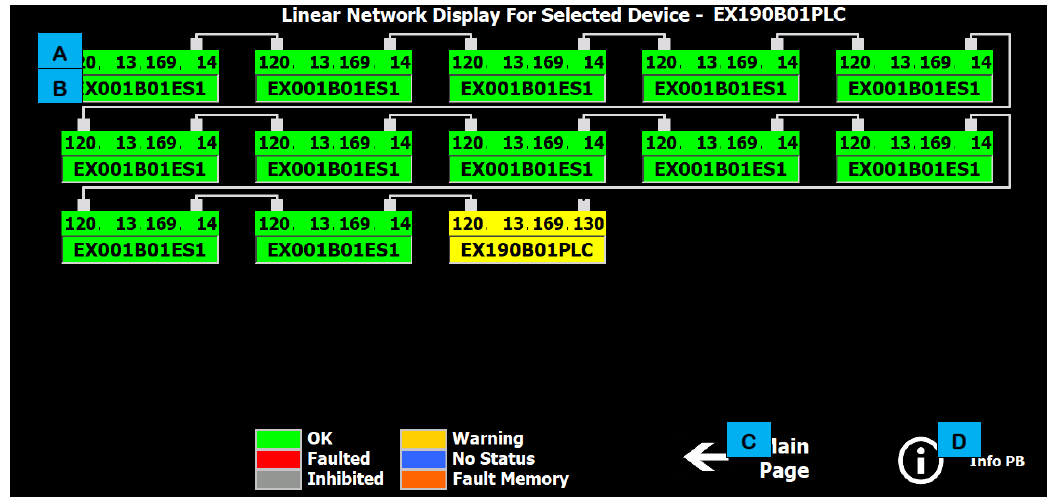 Linear Network Display For Selected Device - EX190B01PLC
A 20. 13.169. 14 120. 13.169. 14 120. 13.169. 14 120. 13.169. 14 120. 13.169. 14
B X001B01ES1 EX001B01ES1 EX001B01ES1 EX001B01ES1 EX001B01ES1
120. 13.169. 14 120. 13.169. 14 120. 13.169. 14 120. 13.169. 14 120. 13.169. 14
EX001B01ES1 EX001B01ES1 EX001B01ES1 EX001B01ES1 EX001B01ES1
120. 13.169. 14 120. 13.169. 14 120. 13.169.130
EX001B01ES1 EX001B01ES1 EX190B01PLC
OK Warning C ain D
Faulted No Status Page Info PB
Inhibited Fault Memory